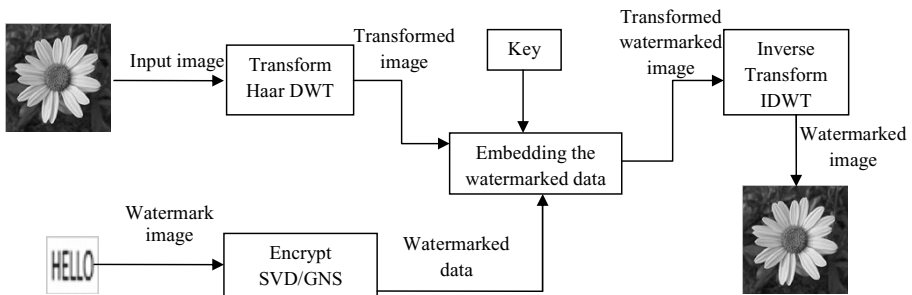 Input image
Transform
Haar DWT
Transformed
image
Key
Transformed
watermarked
image
Inverse
Transform
IDWT
Embedding the
watermarked data
Watermarked
image
Watermark
image
HELLO
Encrypt
SVD/GNS
Watermarked
data